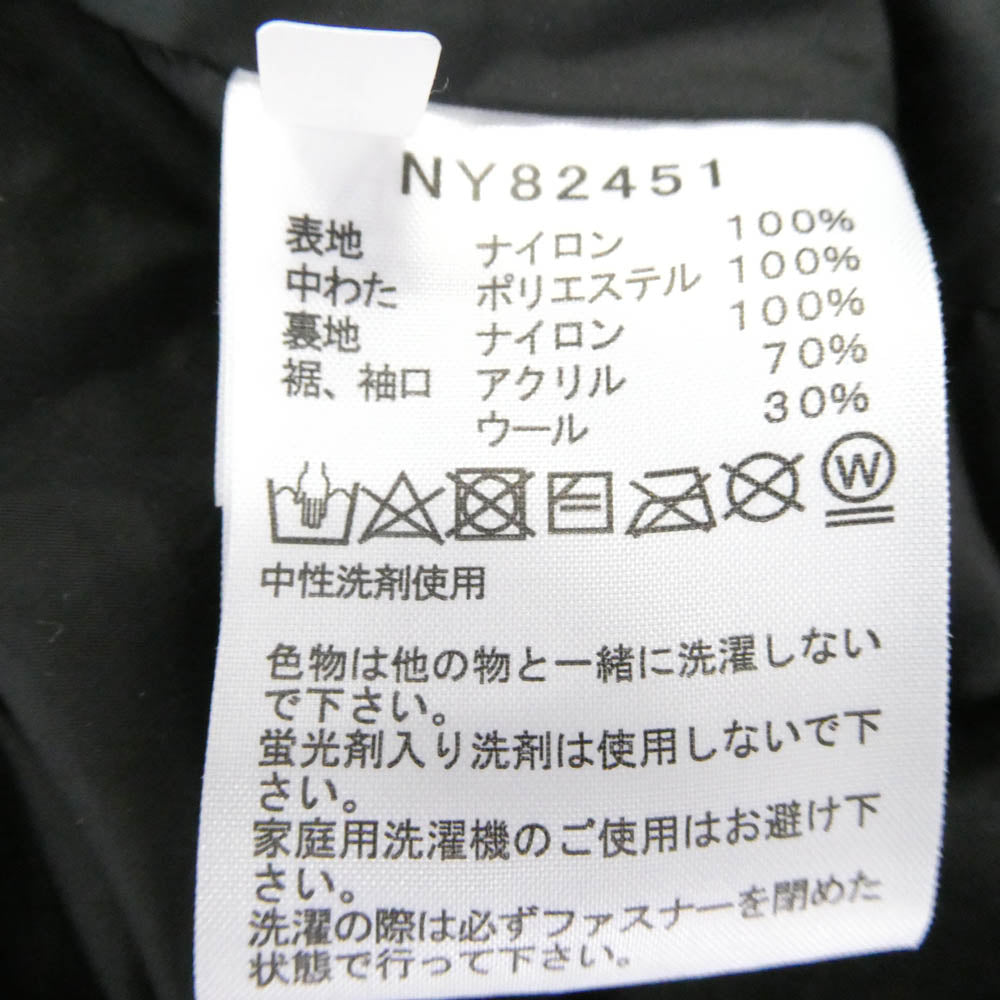 NY82451
表地 ナイロン 100%
中わた ポリエステル 100%
裏地 ナイロン 100%
裾、袖口 アクリル 70%
ウール 30%
W
中性洗剤使用
色物は他の物と一緒に洗濯しない
で下さい。
蛍光剤入り洗剤は使用しないで下
さい。
家庭用洗濯機のご使用はお避け下
さい。
洗濯の際は必ずファスナーを閉めた
状態で行って下さい。